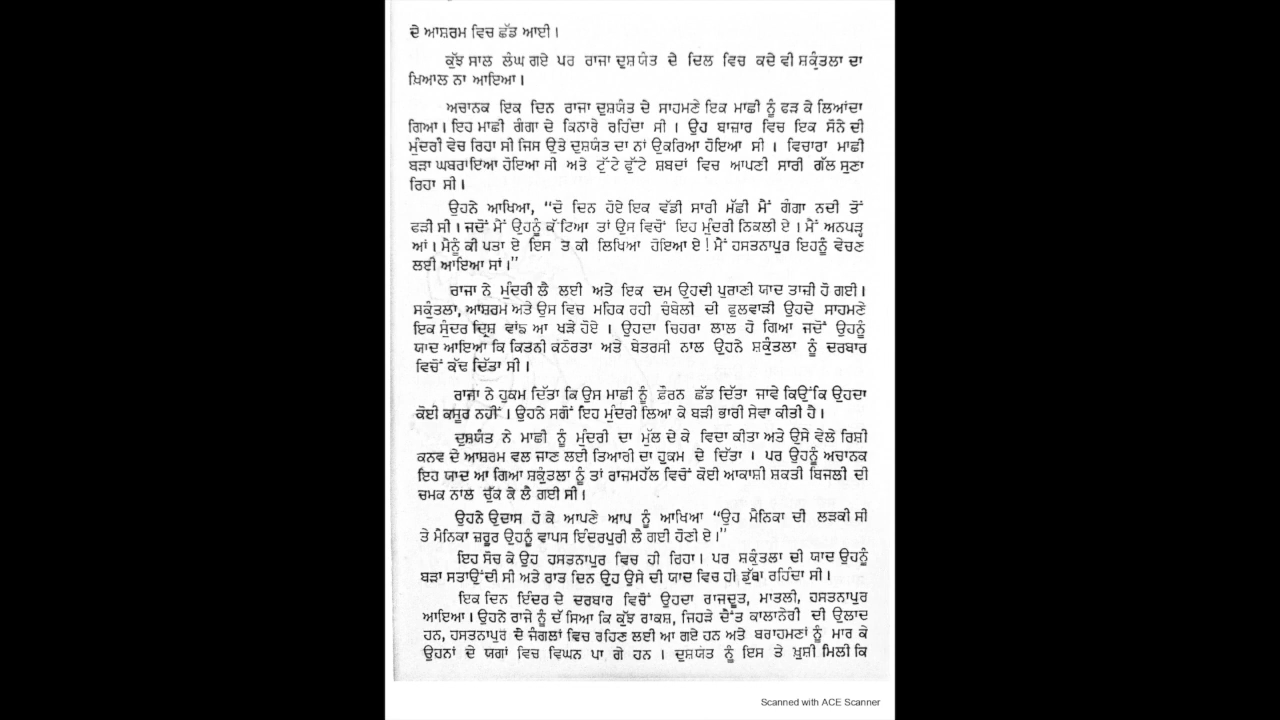 ਦੇ ਆਸ਼ਰਮ ਵਿਚ ਛੱਡ ਆਈ।
ਕੁੱਝ ਸਾਲ ਲੰਘ ਗਏ ਪਰ ਰਾਜਾ ਦੁਸ਼ਯੰਤ ਦੇ ਦਿਲ ਵਿਚ ਕਦੇ ਵੀ ਸ਼ਕੁੰਤਲਾ ਦਾ
ਖ਼ਿਆਲ ਨਾ ਆਇਆ।
ਅਚਾਨਕ ਇਕ ਦਿਨ ਰਾਜਾ ਦੁਸ਼ਯੰਤ ਦੇ ਸਾਹਮਣੇ ਇਕ ਮਾਛੀ ਨੂੰ ਫੜ ਕੇ ਲਿਆਂਦਾ
ਗਿਆ। ਇਹ ਮਾਛੀ ਗੰਗਾ ਦੇ ਕਿਨਾਰੇ ਰਹਿੰਦਾ ਸੀ । ਉਹ ਬਾਜ਼ਾਰ ਵਿਚ ਇਕ ਸੋਨੇ ਦੀ
ਮੁੰਦਰੀ ਵੇਚ ਰਿਹਾ ਸੀ ਜਿਸ ਉਤੇ ਦੁਸ਼ਯੰਤ ਦਾ ਨਾਂ ਉਕਰਿਆ ਹੋਇਆ ਸੀ । ਵਿਚਾਰਾ ਮਾਛੀ
ਬੜਾ ਘਬਰਾਇਆ ਹੋਇਆ ਸੀ ਅਤੇ ਟੁੱਟੇ ਫੁੱਟੇ ਸ਼ਬਦਾਂ ਵਿਚ ਆਪਣੀ ਸਾਰੀ ਗੱਲ ਸੁਣਾ
ਰਿਹਾ ਸੀ।
ਉਹਨੇ ਆਖਿਆ, “ਦੋ ਦਿਨ ਹੋਏ ਇਕ ਵੱਡੀ ਸਾਰੀ ਮੱਛੀ ਮੈਂ ਗੰਗਾ ਨਦੀ ਤੋਂ
ਫੜੀ ਸੀ। ਜਦੋਂ ਮੈਂ ਉਹਨੂੰ ਕੱਟਿਆ ਤਾਂ ਉਸ ਵਿਚੋਂ ਇਹ ਮੁੰਦਰੀ ਨਿਕਲੀ ਏ। ਮੈਂ ਅਨਪੜ੍ਹ
ਆਂ। ਮੈਨੂੰ ਕੀ ਪਤਾ ਏ ਇਸ ਤੇ ਕੀ ਲਿਖਿਆ ਹੋਇਆ ਏ! ਮੈਂ ਹਸਤਨਾਪੁਰ ਇਹਨੂੰ ਵੇਚਣ
ਲਈ ਆਇਆ ਸਾਂ।”
ਰਾਜਾ ਨੇ ਮੁੰਦਰੀ ਲੈ ਲਈ ਅਤੇ ਇਕ ਦਮ ਉਹਦੀ ਪੁਰਾਣੀ ਯਾਦ ਤਾਜ਼ੀ ਹੋ ਗਈ।
ਸ਼ਕੁੰਤਲਾ, ਆਸ਼ਰਮ ਅਤੇ ਉਸ ਵਿਚ ਮਹਿਕ ਰਹੀ ਚੰਬੇਲੀ ਦੀ ਫੁਲਵਾੜੀ ਉਹਦੇ ਸਾਹਮਣੇ
ਇਕ ਸੁੰਦਰ ਦ੍ਰਿਸ਼ ਵਾਂਙ ਆ ਖੜੇ ਹੋਏ । ਉਹਦਾ ਚਿਹਰਾ ਲਾਲ ਹੋ ਗਿਆ ਜਦੋਂ ਉਹਨੂੰ
ਯਾਦ ਆਇਆ ਕਿ ਕਿਤਨੀ ਕਠੋਰਤਾ ਅਤੇ ਬੇਤਰਸੀ ਨਾਲ ਉਹਨੇ ਸ਼ਕੁੰਤਲਾ ਨੂੰ ਦਰਬਾਰ
ਵਿਚੋਂ ਕੱਢ ਦਿੱਤਾ ਸੀ।
ਰਾਜਾ ਨੇ ਹੁਕਮ ਦਿੱਤਾ ਕਿ ਉਸ ਮਾਛੀ ਨੂੰ ਫ਼ੌਰਨ ਛੱਡ ਦਿੱਤਾ ਜਾਵੇ ਕਿਉਂਕਿ ਉਹਦਾ
ਕੋਈ ਕਸੂਰ ਨਹੀਂ । ਉਹਨੇ ਸਗੋਂ ਇਹ ਮੁੰਦਰੀ ਲਿਆ ਕੇ ਬੜੀ ਭਾਰੀ ਸੇਵਾ ਕੀਤੀ ਹੈ।
ਦੁਸ਼ਯੰਤ ਨੇ ਮਾਛੀ ਨੂੰ ਮੁੰਦਰੀ ਦਾ ਮੁੱਲ ਦੇ ਕੇ ਵਿਦਾ ਕੀਤਾ ਅਤੇ ਉਸੇ ਵੇਲੇ ਰਿਸ਼ੀ
ਕਨਵ ਦੇ ਆਸ਼ਰਮ ਵਲ ਜਾਣ ਲਈ ਤਿਆਰੀ ਦਾ ਹੁਕਮ ਦੇ ਦਿੱਤਾ । ਪਰ ਉਹਨੂੰ ਅਚਾਨਕ
ਇਹ ਯਾਦ ਆ ਗਿਆ ਸ਼ਕੁੰਤਲਾ ਨੂੰ ਤਾਂ ਰਾਜਮਹੱਲ ਵਿਚੋਂ ਕੋਈ ਆਕਾਸ਼ੀ ਸ਼ਕਤੀ ਬਿਜਲੀ ਦੀ
ਚਮਕ ਨਾਲ ਚੁੱਕ ਕੇ ਲੈ ਗਈ ਸੀ।
ਉਹਨੇ ਉਦਾਸ ਹੋ ਕੇ ਆਪਣੇ ਆਪ ਨੂੰ ਆਖਿਆ “ਉਹ ਮੈਨਿਕਾ ਦੀ ਲੜਕੀ ਸੀ
ਤੇ ਮੈਨਿਕਾ ਜ਼ਰੂਰ ਉਹਨੂੰ ਵਾਪਸ ਇੰਦਰਪੁਰੀ ਲੈ ਗਈ ਹੋਣੀ ਏ।”
ਇਹ ਸੋਚ ਕੇ ਉਹ ਹਸਤਨਾਪੁਰ ਵਿਚ ਹੀ ਰਿਹਾ। ਪਰ ਸ਼ਕੁੰਤਲਾ ਦੀ ਯਾਦ ਉਹਨੂੰ
ਬੜਾ ਸਤਾਉਂਦੀ ਸੀ ਅਤੇ ਰਾਤ ਦਿਨ ਉਹ ਉਸੇ ਦੀ ਯਾਦ ਵਿਚ ਹੀ ਡੁੱਬਾ ਰਹਿੰਦਾ ਸੀ।
ਇਕ ਦਿਨ ਇੰਦਰ ਦੇ ਦਰਬਾਰ ਵਿਚੋਂ ਉਹਦਾ ਰਾਜਦੂਤ, ਮਾਤਲੀ, ਹਸਤਨਾਪੁਰ
ਆਇਆ। ਉਹਨੇ ਰਾਜੇ ਨੂੰ ਦੱਸਿਆ ਕਿ ਕੁੱਝ ਰਾਕਸ਼, ਜਿਹੜੇ ਦੈਂਤ ਕਾਲਾਨੇਰੀ ਦੀ ਉਲਾਦ
ਹਨ, ਹਸਤਨਾਪੁਰ ਦੇ ਜੰਗਲਾਂ ਵਿਚ ਰਹਿਣ ਲਈ ਆ ਗਏ ਹਨ ਅਤੇ ਬਰਾਹਮਣਾਂ ਨੂੰ ਮਾਰ ਕੇ
ਉਹਨਾਂ ਦੇ ਯਗਾਂ ਵਿਚ ਵਿਘਨ ਪਾ ਰਹੇ ਹਨ । ਦੁਸ਼ਯੰਤ ਨੂੰ ਇਸ ਤੇ ਖ਼ੁਸ਼ੀ ਮਿਲੀ ਕਿ
Scanned with ACE Scanner